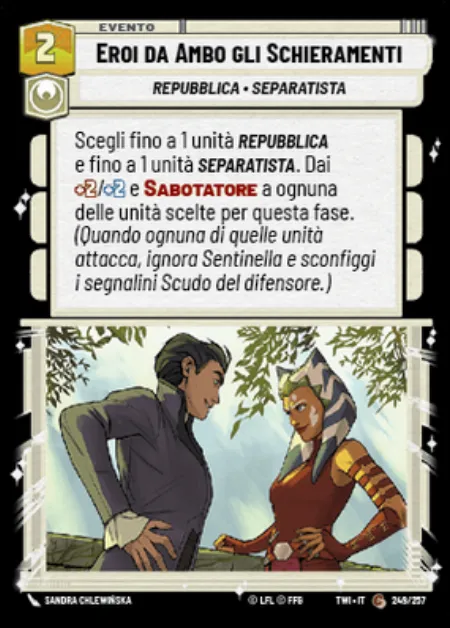 EVENTO
2
EROI DA AMBO GLI SCHIERAMENTI
REPUBBLICA • SEPARATISTA
Scegli fino a 1 unità REPUBBLICA
e fino a 1 unità SEPARATISTA. Dai
+2/+2 e SABOTATORE a ognuna
delle unità scelte per questa fase.
(Quando ognuna di quelle unità
attacca, ignora Sentinella e sconfiggi
i segnalini Scudo del difensore.)
SANDRA CHLEWIŃSKA
© LFL © FFG
TWI • IT C 249/257